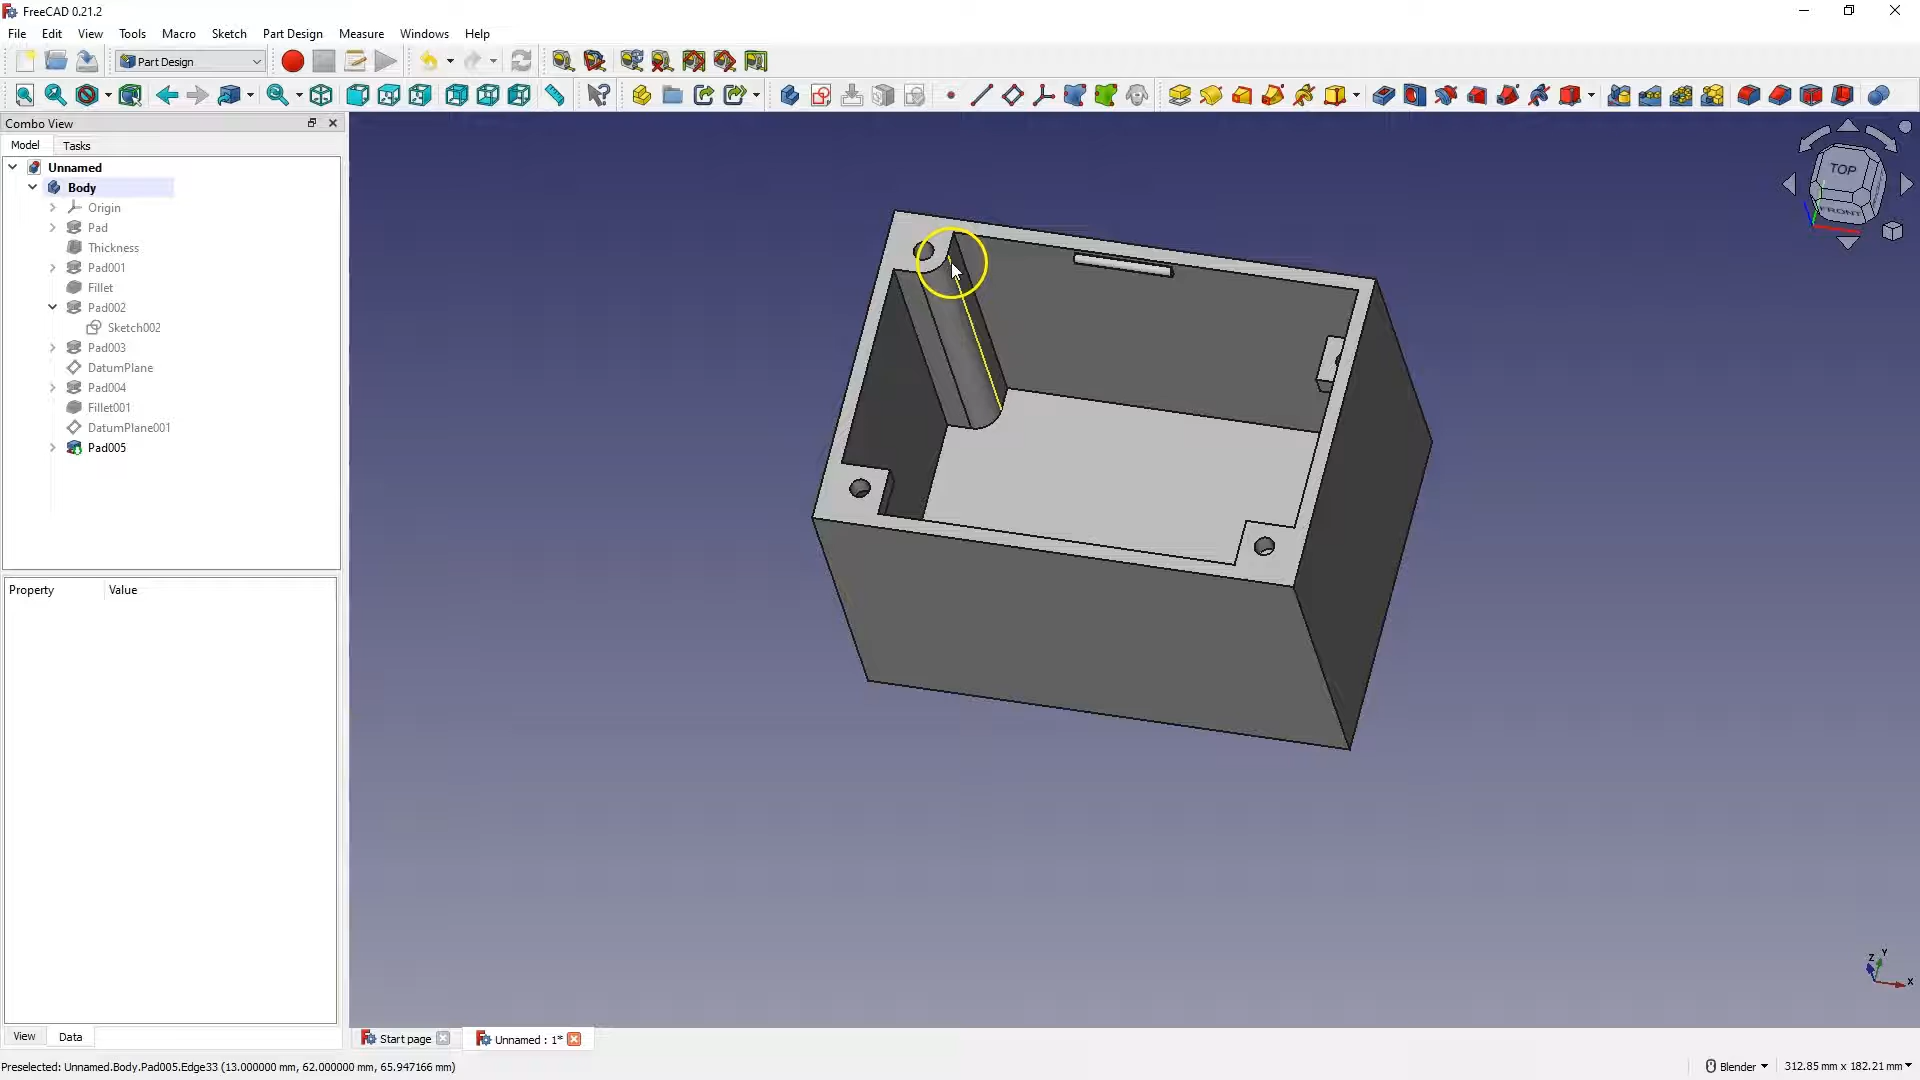 FreeCAD 0.21.2
File Edit View Tools Macro Sketch Part Design Measure Windows Help
Part Design
Combo View
Model Tasks
Unnamed
Body
Origin
Pad
Thickness
Pad001
Fillet
Pad002
Sketch002
Pad003
DatumPlane
Pad004
Fillet001
DatumPlane001
Pad005
Property Value
View Data
TOP
FRONT
Z Y X
Start page Unnamed : 1*
Preselected: Unnamed.Body.Pad005.Edge33 (13.000000 mm, 62.000000 mm, 65.947166 mm)
Blender 312.85 mm x 182.21 mm